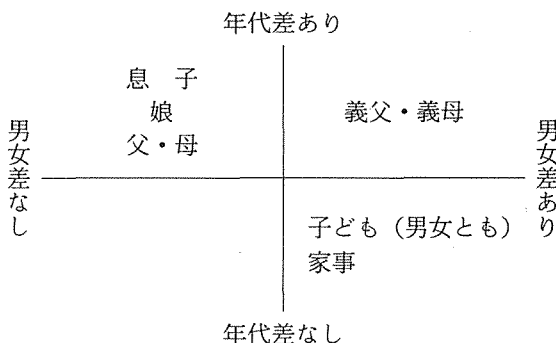 年代差あり
男女差なし
息 子
娘
父・母
義父・義母
男女差あり
子ども（男女とも）
家事
年代差なし